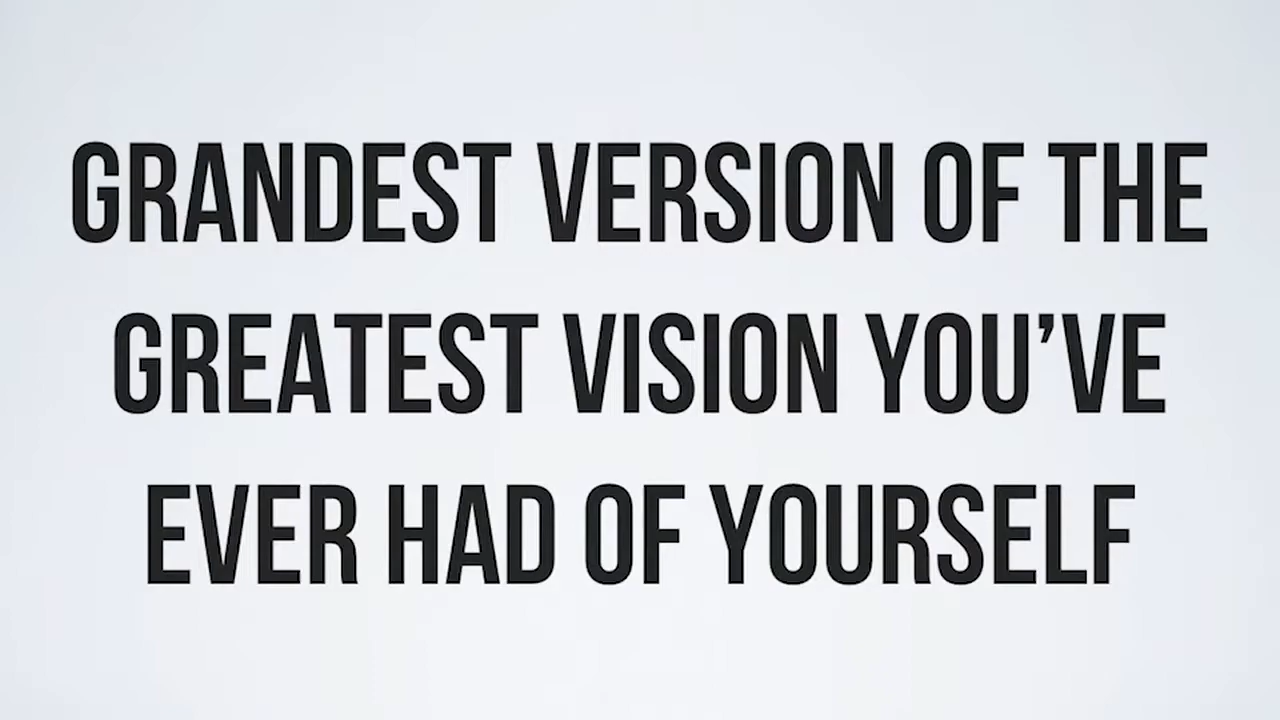 GRANDEST VERSION OF THE
GREATEST VISION YOU’VE
EVER HAD OF YOURSELF